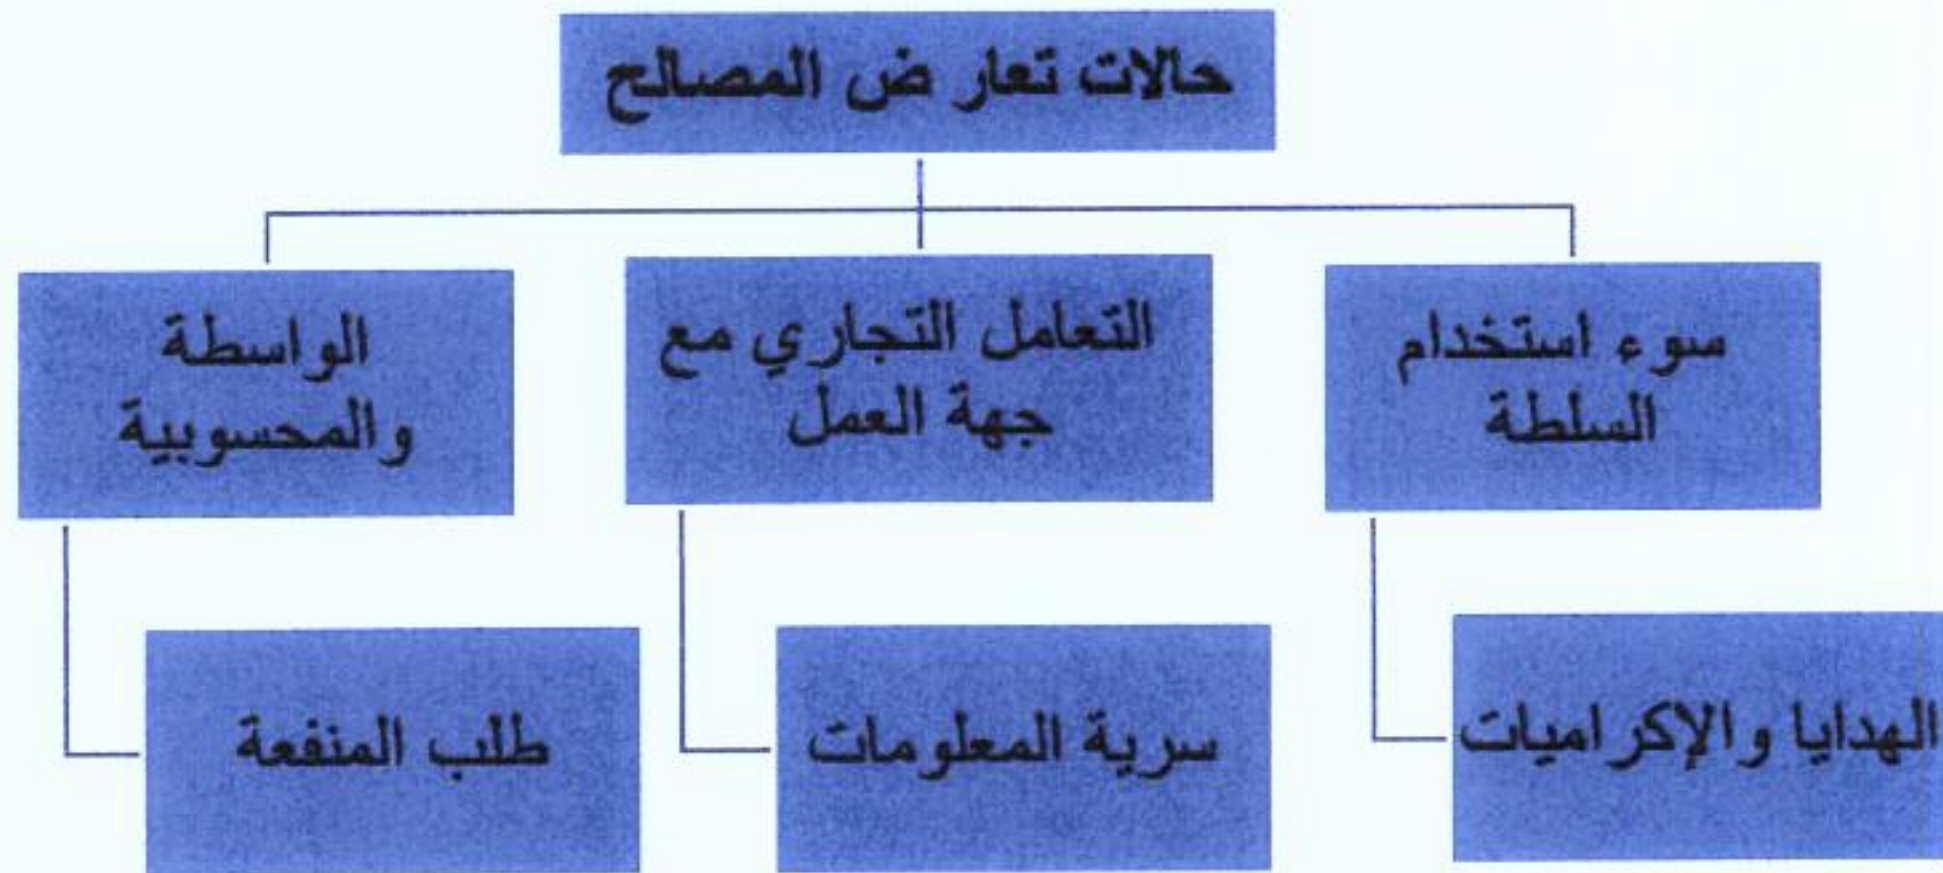 حالات تعار ض المصالح
سوء استخدام
السلطة
التعامل التجاري مع
جهة العمل
الواسطة
والمحسوبية
الهدايا والإكراميات
سرية المعلومات
طلب المنفعة